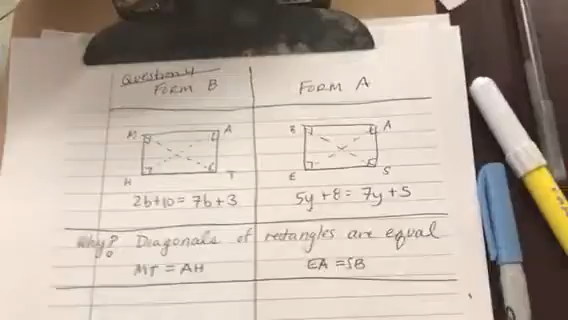 Question 4
FORM B FORM A
M A B A
H T E S
2b+10 = 7b+3 5y+8 = 7y+5
Why? Diagonals of rectangles are equal
MT = AH EA = SB